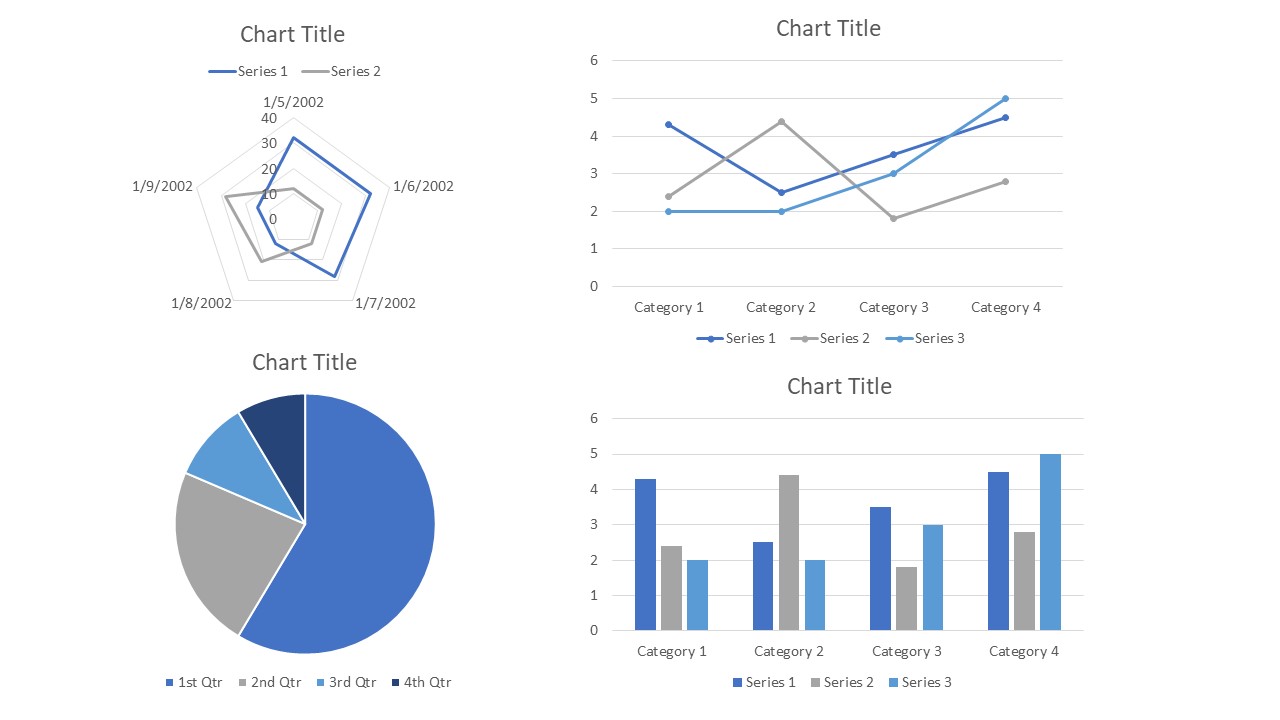 Chart Title
Series 1 Series 2
1/5/2002
40
30
20
10
0
1/9/2002
1/6/2002
1/8/2002
1/7/2002
Chart Title
6
5
4
3
2
1
0
Category 1 Category 2 Category 3 Category 4
Series 1 Series 2 Series 3
Chart Title
1st Qtr 2nd Qtr 3rd Qtr 4th Qtr
Chart Title
6
5
4
3
2
1
0
Category 1 Category 2 Category 3 Category 4
Series 1 Series 2 Series 3